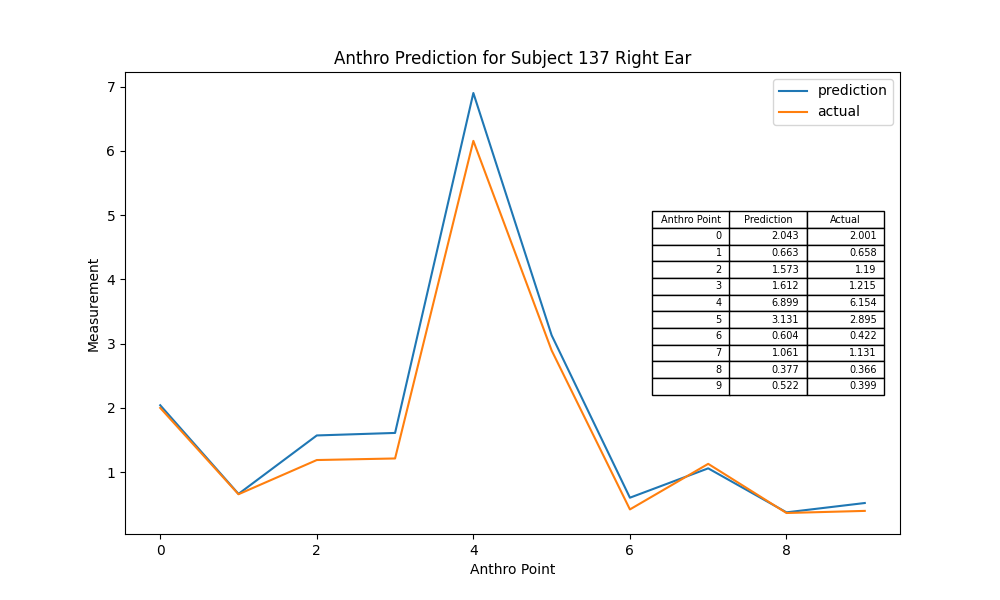 Anthro Prediction for Subject 137 Right Ear
7
6
5
4
3
2
1
Measurement
prediction
actual
Anthro Point Prediction Actual
0 2.043 2.001
1 0.663 0.658
2 1.573 1.19
3 1.612 1.215
4 6.899 6.154
5 3.131 2.895
6 0.604 0.422
7 1.061 1.131
8 0.377 0.366
9 0.522 0.399
0 2 4 6 8
Anthro Point